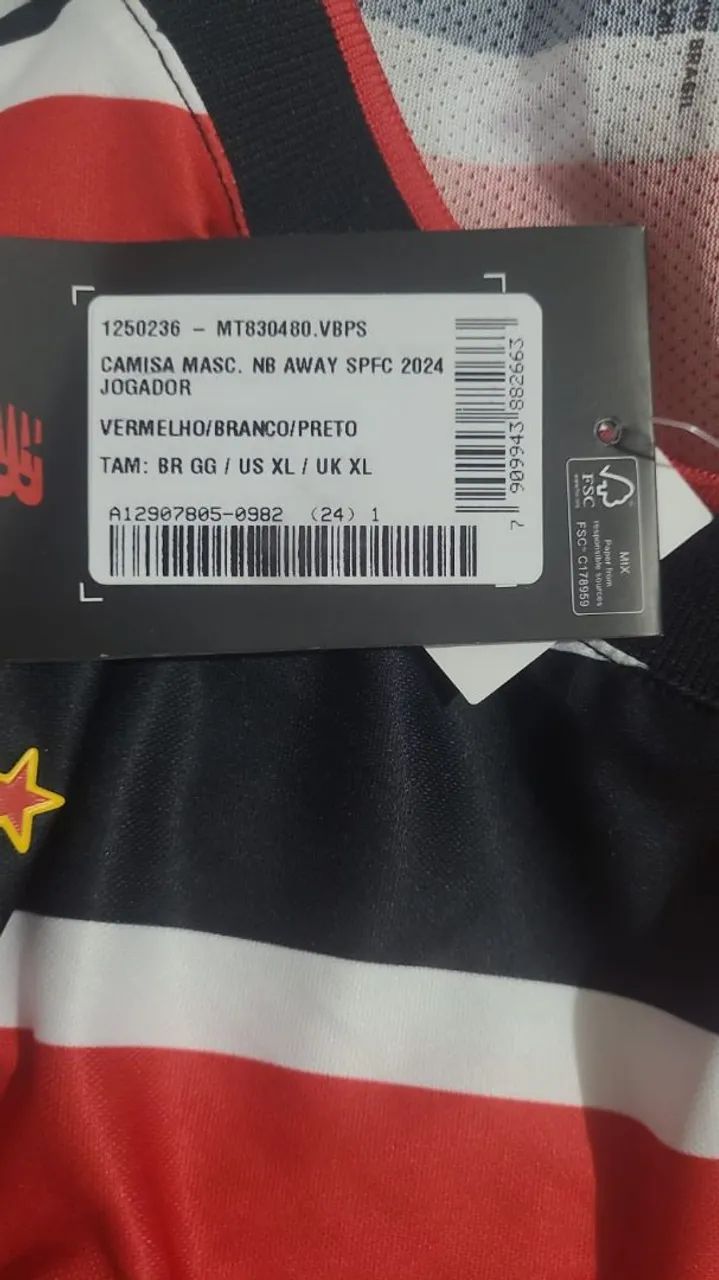 1250236 - MT830480.VBPS
CAMISA MASC. NB AWAY SPFC 2024
JOGADOR
VERMELHO/BRANCO/PRETO
TAM: BR GG / US XL / UK XL
A12907805-0982 (24) 1
7 909943 882663
FSC
MIX
Paper from
responsible sources
FSC® C178959
BRASIL